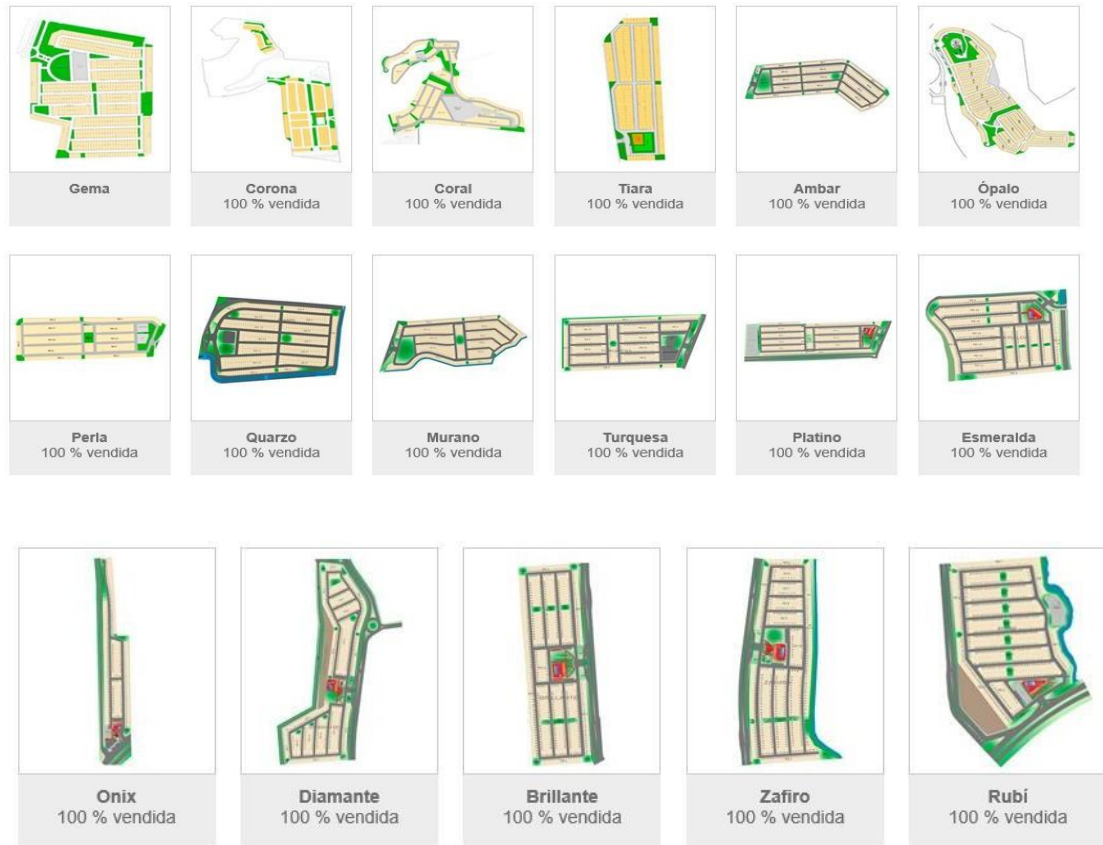 Gema
Corona
100 % vendida
Coral
100 % vendida
Tiara
100 % vendida
Ambar
100 % vendida
Ópalo
100 % vendida
Perla
100 % vendida
Quarzo
100 % vendida
Murano
100 % vendida
Turquesa
100 % vendida
Platino
100 % vendida
Esmeralda
100 % vendida
Onix
100 % vendida
Diamante
100 % vendida
Brillante
100 % vendida
Zafiro
100 % vendida
Rubí
100 % vendida